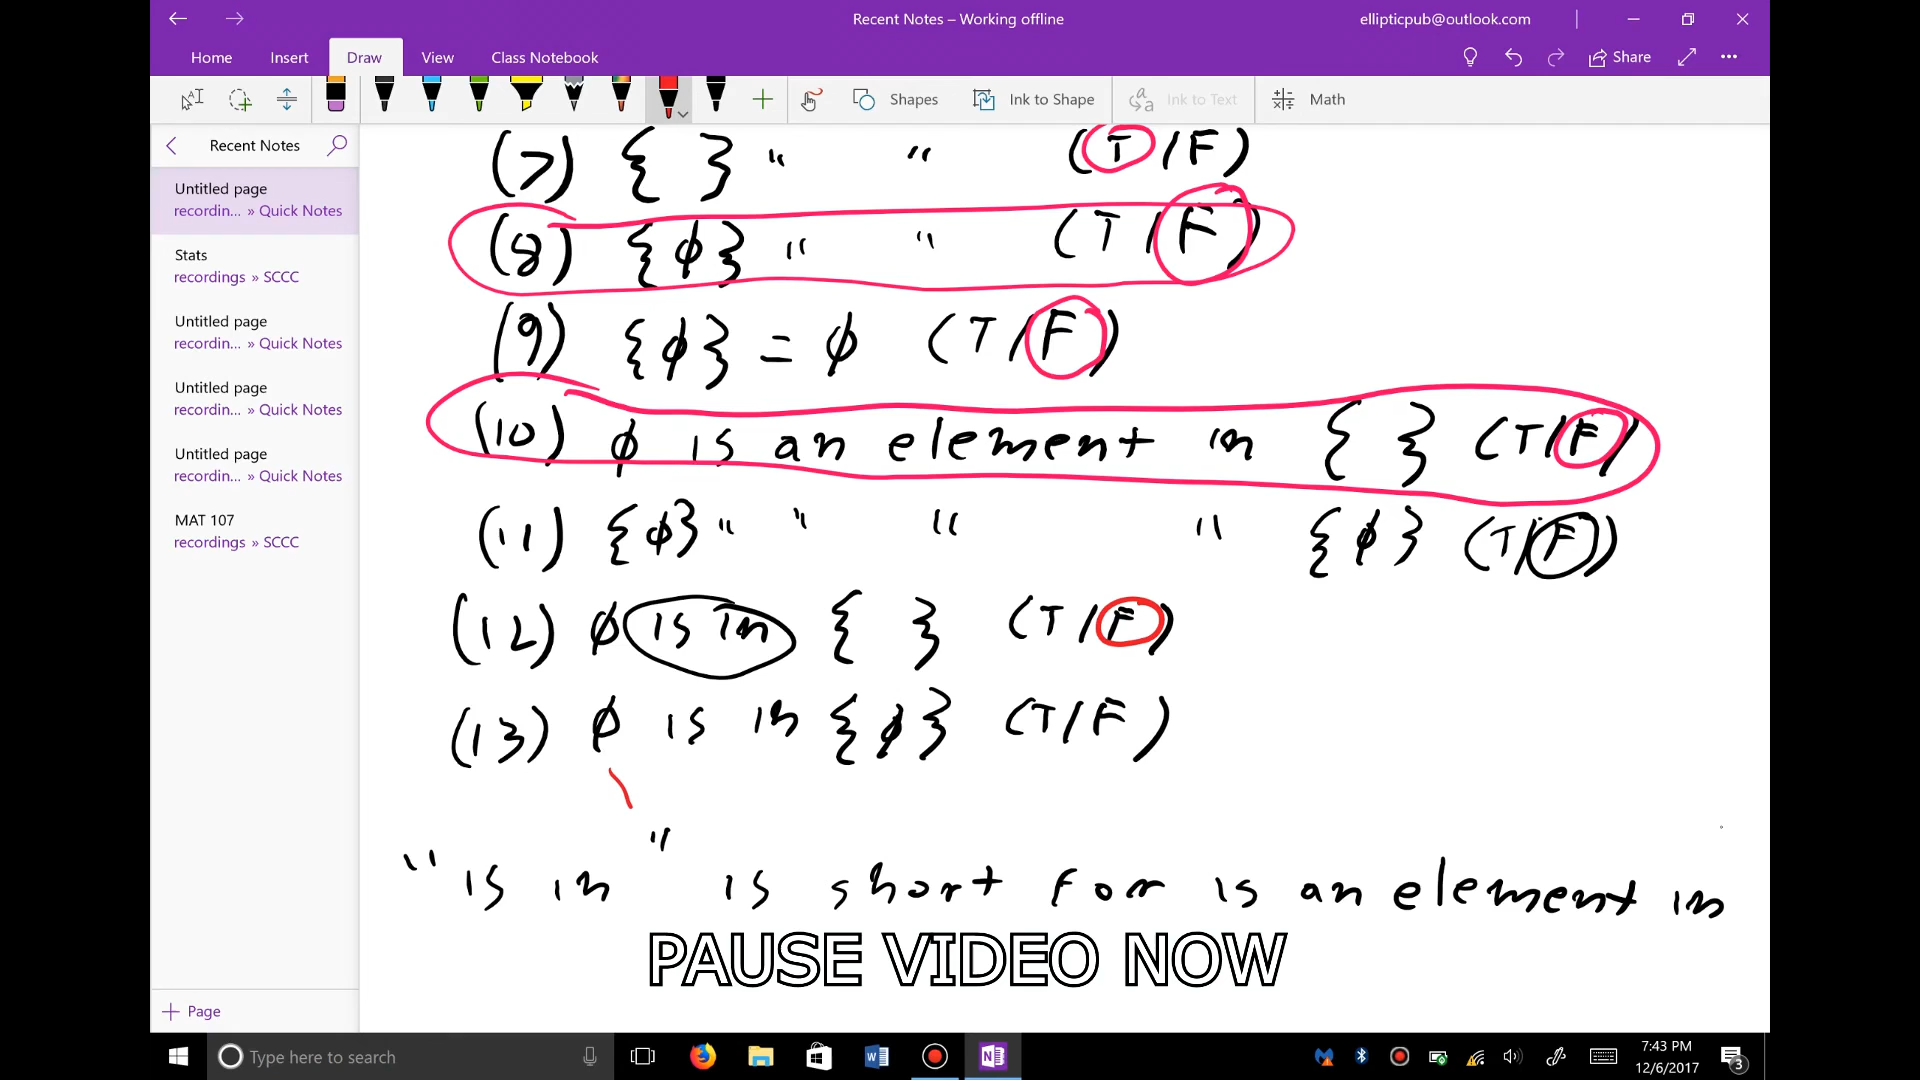 Recent Notes – Working offline
ellipticpub@outlook.com
Home Insert Draw View Class Notebook
Share
Shapes Ink to Shape Ink to Text Math
Recent Notes
Untitled page
recordin... » Quick Notes
Stats
recordings » SCCC
Untitled page
recordin... » Quick Notes
Untitled page
recordin... » Quick Notes
Untitled page
recordin... » Quick Notes
MAT 107
recordings » SCCC
+ Page
(7) { } " " (T/F)
(8) {ϕ} " " (T/F)
(9) {ϕ} = ϕ (T/F)
(10) ϕ is an element in { } (T/F)
(11) {ϕ} " " " " {ϕ} (T/F)
(12) ϕ is in { } (T/F)
(13) ϕ is in {ϕ} (T/F)
"is in" is short for is an element in
PAUSE VIDEO NOW
Type here to search
7:43 PM
12/6/2017
3